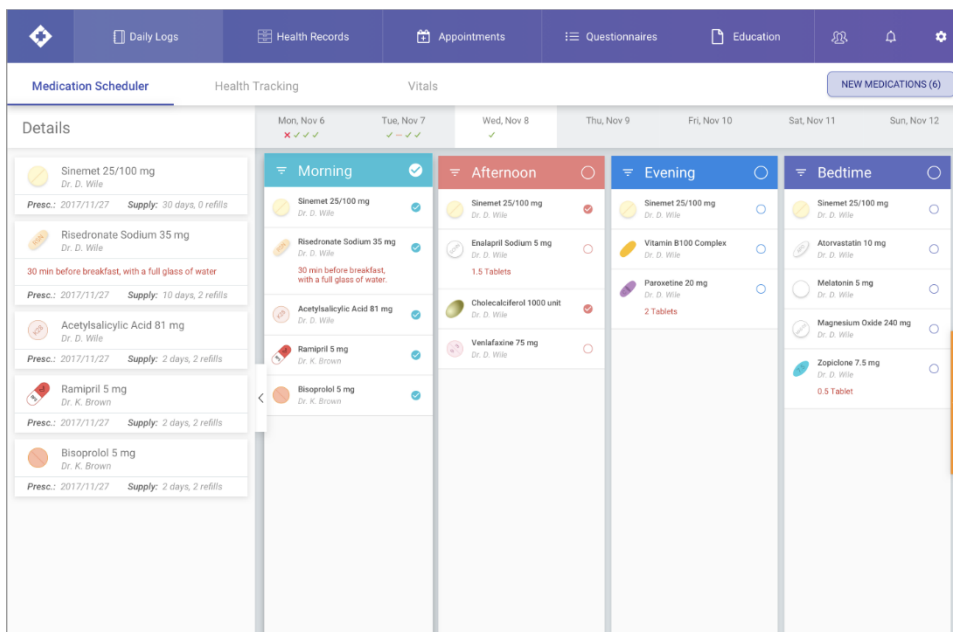 Daily Logs
Health Records
Appointments
Questionnaires
Education
Medication Scheduler
Health Tracking
Vitals
NEW MEDICATIONS (6)
Details
Mon, Nov 6
Tue, Nov 7
Wed, Nov 8
Thu, Nov 9
Fri, Nov 10
Sat, Nov 11
Sun, Nov 12
Sinemet 25/100 mg
Dr. D. Wile
Presc.: 2017/11/27 Supply: 30 days, 0 refills
Risedronate Sodium 35 mg
Dr. D. Wile
30 min before breakfast, with a full glass of water
Presc.: 2017/11/27 Supply: 10 days, 2 refills
Acetylsalicylic Acid 81 mg
Dr. D. Wile
Presc.: 2017/11/27 Supply: 2 days, 2 refills
Ramipril 5 mg
Dr. K. Brown
Presc.: 2017/11/27 Supply: 2 days, 2 refills
Bisoprolol 5 mg
Dr. K. Brown
Presc.: 2017/11/27 Supply: 2 days, 2 refills
Morning
Sinemet 25/100 mg
Dr. D. Wile
Risedronate Sodium 35 mg
Dr. D. Wile
30 min before breakfast,
with a full glass of water.
Acetylsalicylic Acid 81 mg
Dr. D. Wile
Ramipril 5 mg
Dr. K. Brown
Bisoprolol 5 mg
Dr. K. Brown
Afternoon
Sinemet 25/100 mg
Dr. D. Wile
Enalapril Sodium 5 mg
Dr. D. Wile
1.5 Tablets
Cholecalciferol 1000 unit
Dr. D. Wile
Venlafaxine 75 mg
Dr. D. Wile
Evening
Sinemet 25/100 mg
Dr. D. Wile
Vitamin B100 Complex
Dr. D. Wile
Paroxetine 20 mg
Dr. D. Wile
2 Tablets
Bedtime
Sinemet 25/100 mg
Dr. D. Wile
Atorvastatin 10 mg
Dr. D. Wile
Melatonin 5 mg
Dr. D. Wile
Magnesium Oxide 240 mg
Dr. D. Wile
Zopiclone 7.5 mg
Dr. D. Wile
0.5 Tablet